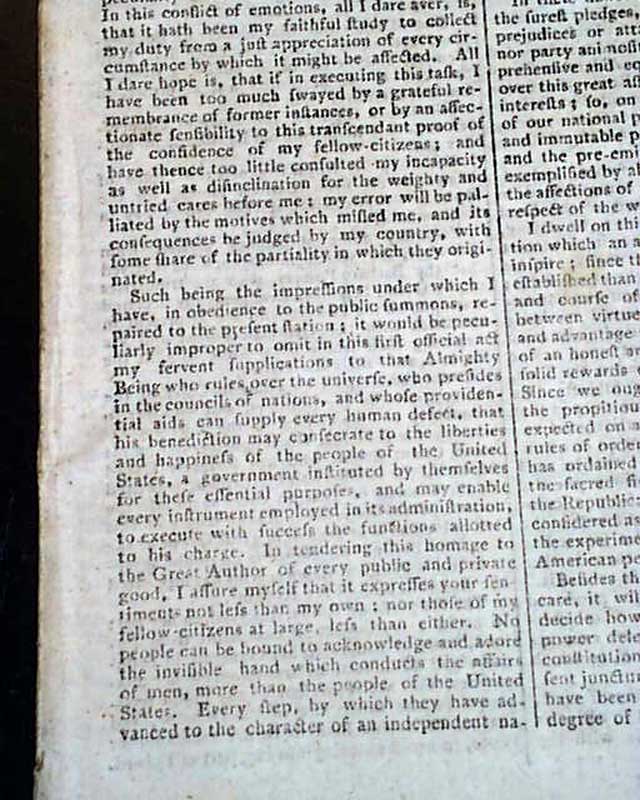 In this conflict of emotions, all I dare aver, is,
that it hath been my faithful ſtudy to collect
my duty from a juſt appreciation of every cir-
cumſtance by which it might be affected. All
I dare hope is, that if in executing this taſk, I
have been too much ſwayed by a grateful re-
membrance of former inſtances, or by an affec-
tionate ſenſibility to this tranſcendant proof of
the confidence of my fellow-citizens; and
have thence too little conſulted my incapacity
as well as diſinclination for the weighty and
untried cares before me; my error will be pal-
liated by the motives which miſled me, and its
conſequences be judged by my country, with
ſome ſhare of the partiality in which they origi-
nated.
Such being the impreſſions under which I
have, in obedience to the public ſummons, re-
paired to the preſent ſtation; it would be pecu-
liarly improper to omit in this firſt official act
my fervent ſupplications to that Almighty
Being who rules over the univerſe, who preſides
in the councils of nations, and whoſe providen-
tial aids can ſupply every human defect, that
his benediction may conſecrate to the liberties
and happineſs of the people of the United
States, a government inſtituted by themſelves
for theſe eſſential purpoſes, and may enable
every inſtrument employed in its adminiſtration,
to execute with ſucceſs the functions allotted
to his charge. In tendering this homage to
the Great Author of every public and private
good, I aſſure myſelf that it expreſſes your ſen-
timents not leſs than my own; nor thoſe of my
fellow-citizens at large, leſs than either. No
people can be bound to acknowledge and adore
the inviſible hand which conducts the affairs
of men, more than the people of the United
States. Every ſtep, by which they have ad-
vanced to the character of an independent na-
the ſureſt pledges,
prejudices or
nor party
prehenſive and
over this great
intereſts; ſo, on
of our national
and immutable
and the
exemplified by
the affections of
reſpect of the
I dwell on
tion which an
inſpire; ſince
eſtabliſhed than
and courſe of
between virtue
and advantage
of an honeſt
ſolid rewards
Since we
the propitious
expected on
rules of order
has ordained
the ſacred
the Republic
conſidered
the
American
Beſides
care, it
decide how
power
conſtitution
ſent
have been
degree of